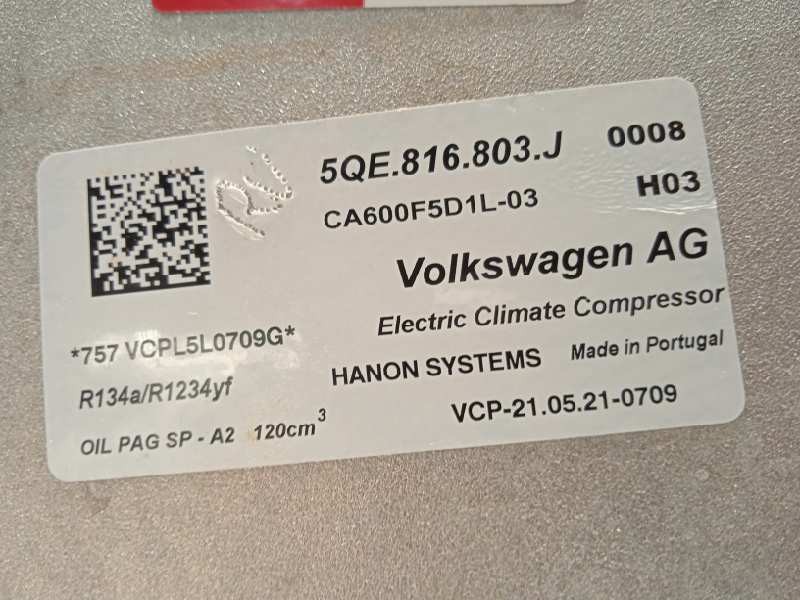 5QE.816.803.J 0008
CA600F5D1L-03 H03
Volkswagen AG
Electric Climate Compressor
*757 VCPL5L0709G*
HANON SYSTEMS Made in Portugal
R134a/R1234yf
VCP-21.05.21-0709
OIL PAG SP - A2 120cm³